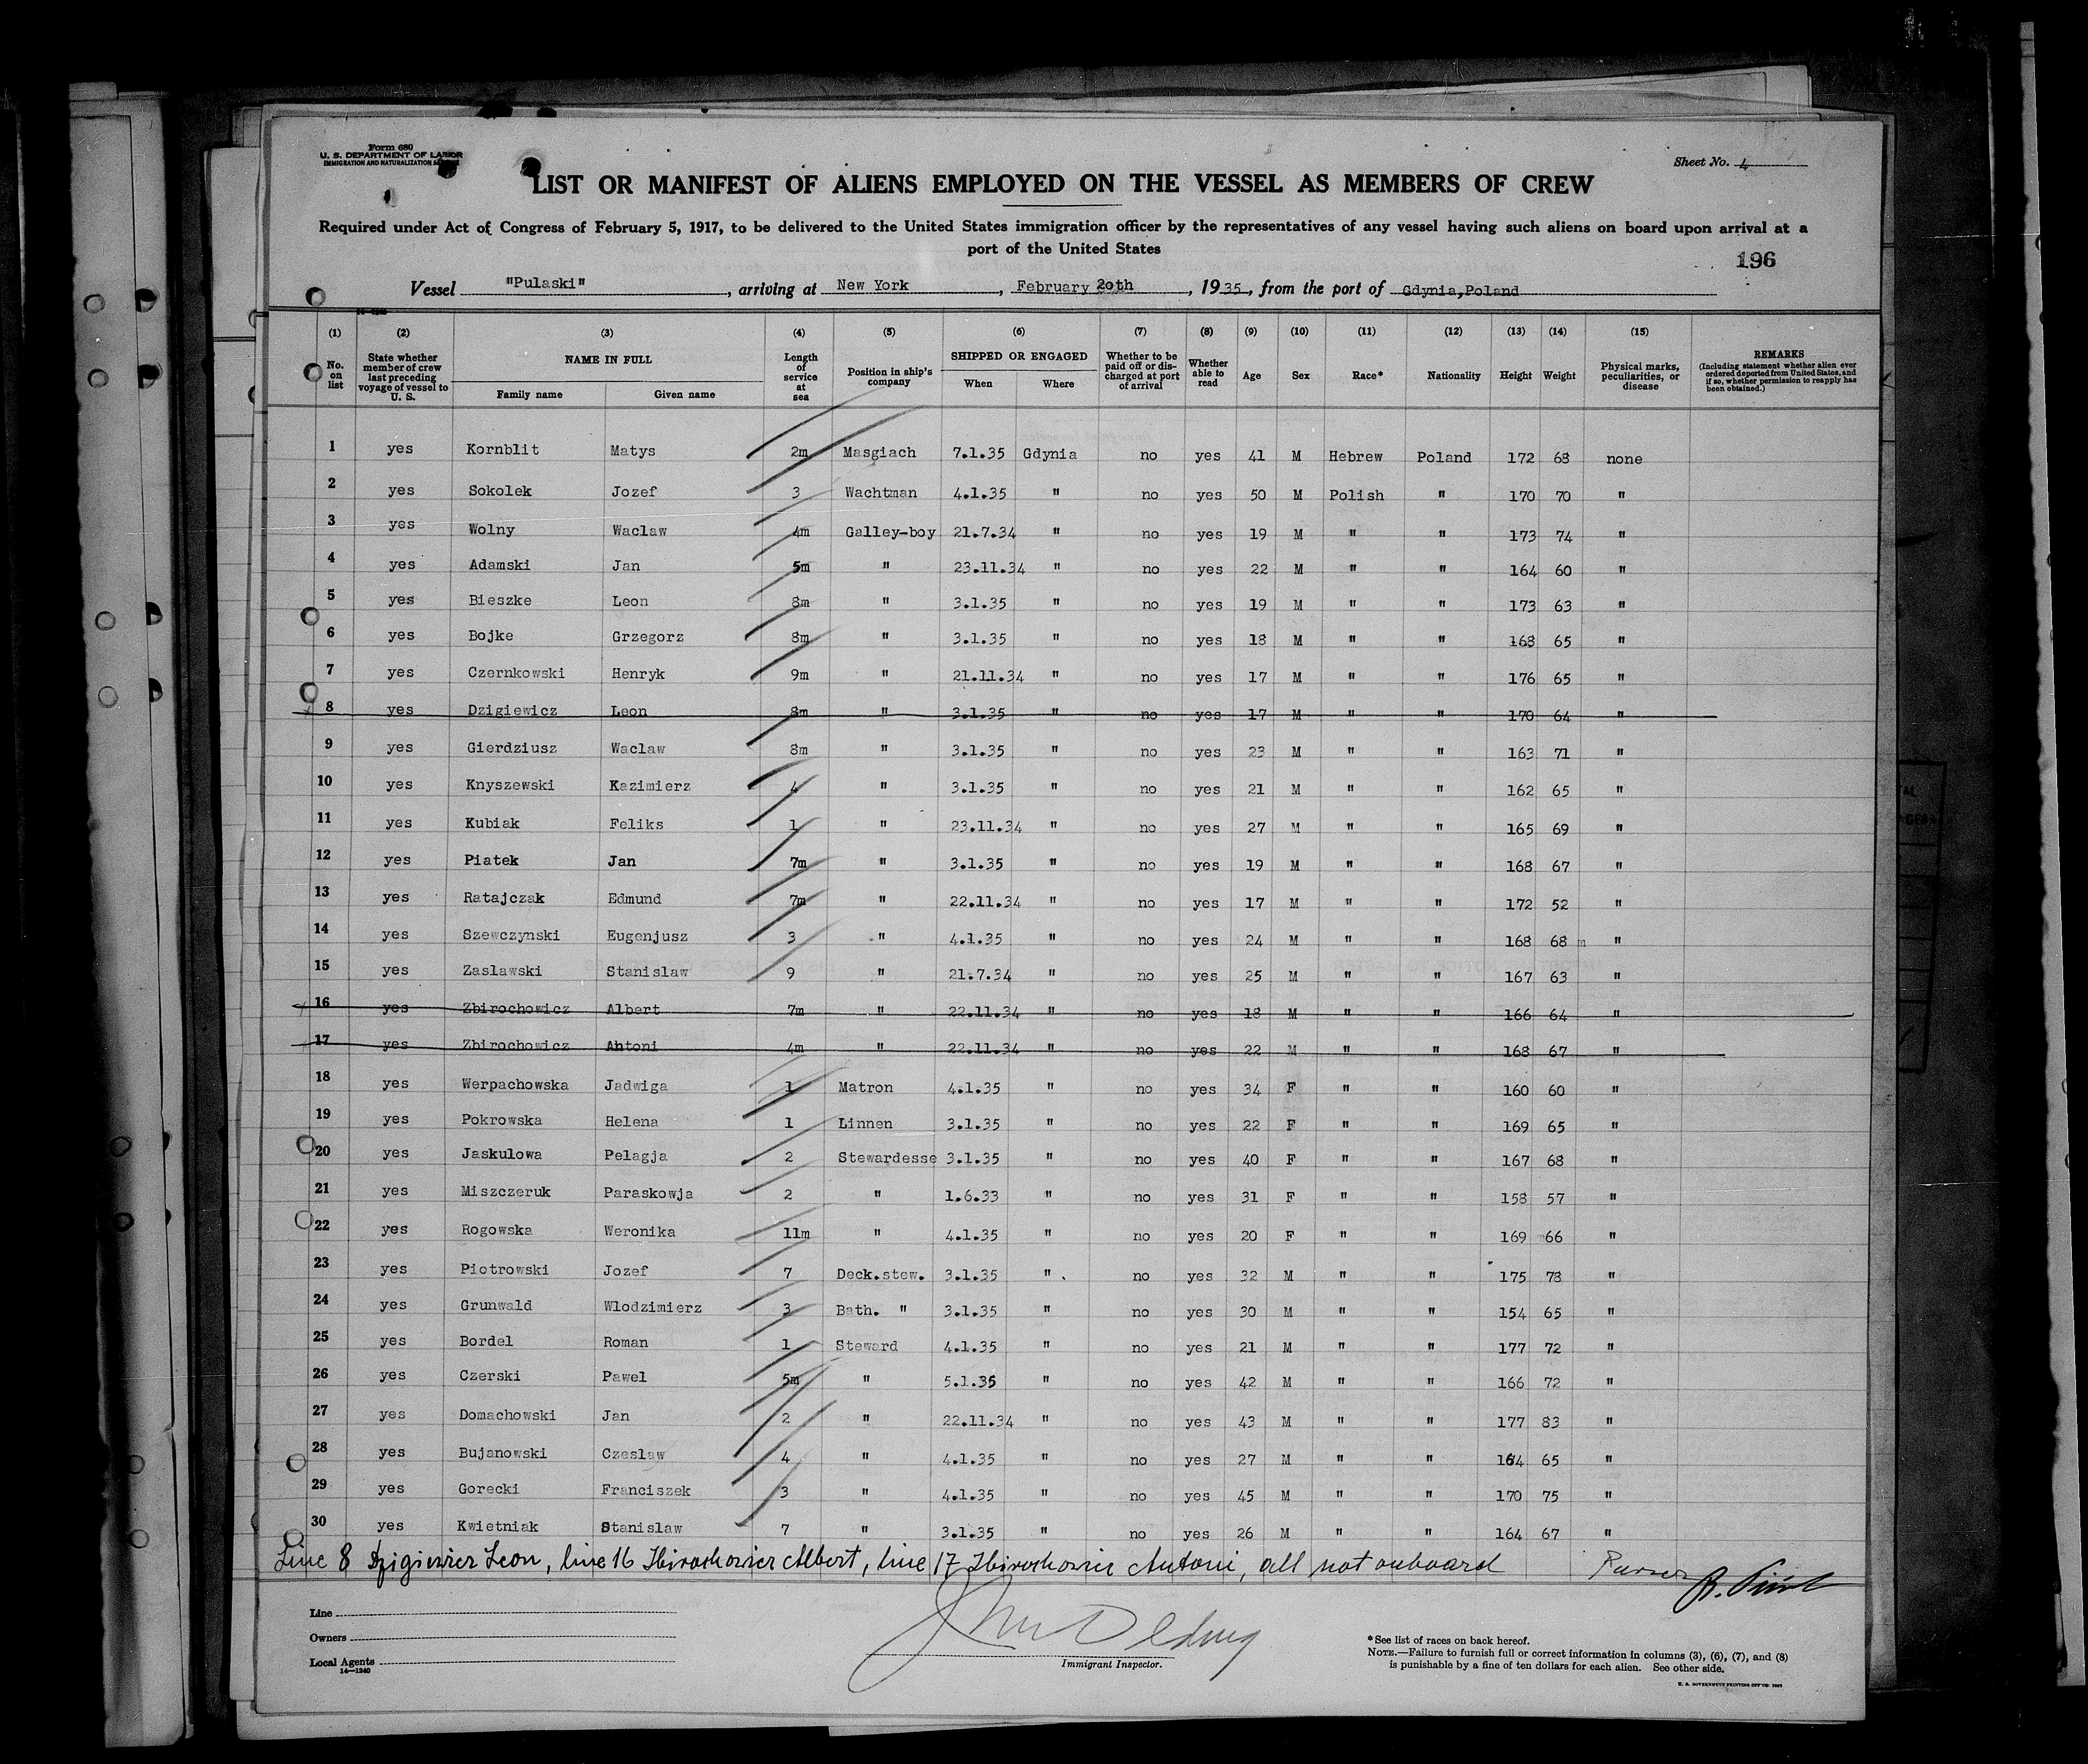 Form 680
U. S. DEPARTMENT OF LABOR
IMMIGRATION AND NATURALIZATION
Sheet No. 4
LIST OR MANIFEST OF ALIENS EMPLOYED ON THE VESSEL AS MEMBERS OF CREW
Required under Act of Congress of February 5, 1917, to be delivered to the United States immigration officer by the representatives of any vessel having such aliens on board upon arrival at a
port of the United States
196
Vessel "Pulaski", arriving at New York, February 20th, 1935, from the port of Gdynia, Poland
(1) (2) (3) (4) (5) (6) (7) (8) (9) (10) (11) (12) (13) (14) (15)
No. on list | State whether member of crew last preceding voyage of vessel to U. S. | NAME IN FULL | Length of service at sea | Position in ship's company | SHIPPED OR ENGAGED | Whether to be paid off or discharged at port of arrival | Whether able to read | Age | Sex | Race* | Nationality | Height | Weight | Physical marks, peculiarities, or disease | REMARKS (Including statement whether alien ever ordered deported from United States, and if so, whether permission to reapply has been obtained.)
Family name | Given name | When | Where
1 yes Kornblit Matys 2m Masgiach 7.1.35 Gdynia no yes 41 M Hebrew Poland 172 68 none
2 yes Sokolek Jozef 3 Wachtman 4.1.35 " no yes 50 M Polish " 170 70 "
3 yes Wolny Waclaw 4m Galley-boy 21.7.34 " no yes 19 M " " 173 74 "
4 yes Adamski Jan 5m " 23.11.34 " no yes 22 M " " 164 60 "
5 yes Bieszke Leon 8m " 3.1.35 " no yes 19 M " " 173 63 "
6 yes Bojke Grzegorz 8m " 3.1.35 " no yes 18 M " " 168 65 "
7 yes Czernkowski Henryk 9m " 21.11.34 " no yes 17 M " " 176 65 "
8 yes Dzigiewicz Leon 8m " 3.1.35 " no yes 17 M " " 170 64 "
9 yes Gierdziusz Waclaw 8m " 3.1.35 " no yes 23 M " " 163 71 "
10 yes Knyszewski Kazimierz 4 " 3.1.35 " no yes 21 M " " 162 65 "
11 yes Kubiak Feliks 1 " 23.11.34 " no yes 27 M " " 165 69 "
12 yes Piatek Jan 7m " 3.1.35 " no yes 19 M " " 168 67 "
13 yes Ratajczak Edmund 7m " 22.11.34 " no yes 17 M " " 172 52 "
14 yes Szewczynski Eugenjusz 3 " 4.1.35 " no yes 24 M " " 168 68 m "
15 yes Zaslawski Stanislaw 9 " 21.7.34 " no yes 25 M " " 167 63 "
16 yes Zbirochowicz Albert 7m " 22.11.34 " no yes 18 M " " 166 64 "
17 yes Zbirochowicz Antoni 4m " 22.11.34 " no yes 22 M " " 168 67 "
18 yes Werpachowska Jadwiga 1 Matron 4.1.35 " no yes 34 F " " 160 60 "
19 yes Pokrowska Helena 1 Linnen 3.1.35 " no yes 22 F " " 169 65 "
20 yes Jaskulowa Pelagja 2 Stewardesse 3.1.35 " no yes 40 F " " 167 68 "
21 yes Miszczeruk Paraskowja 2 " 1.6.33 " no yes 31 F " " 158 57 "
22 yes Rogowska Weronika 11m " 4.1.35 " no yes 20 F " " 169 66 "
23 yes Piotrowski Jozef 7 Deck.stew. 3.1.35 " no yes 32 M " " 175 78 "
24 yes Grunwald Wlodzimierz 3 Bath. " 3.1.35 " no yes 30 M " " 154 65 "
25 yes Bordel Roman 1 Steward 4.1.35 " no yes 21 M " " 177 72 "
26 yes Czerski Pawel 5m " 5.1.35 " no yes 42 M " " 166 72 "
27 yes Domachowski Jan 2 " 22.11.34 " no yes 43 M " " 177 83 "
28 yes Bujanowski Czeslaw 4 " 4.1.35 " no yes 27 M " " 164 65 "
29 yes Gorecki Franciszek 3 " 4.1.35 " no yes 45 M " " 170 75 "
30 yes Kwietniak Stanislaw 7 " 3.1.35 " no yes 26 M " " 164 67 "
Line 8 Dzigiewicz Leon, line 16 Zbirochowicz Albert, line 17 Zbirochowicz Antoni, all not onboard Purser
Line
Owners
Local Agents
14—1240
Immigrant Inspector.
*See list of races on back hereof.
NOTE.—Failure to furnish full or correct information in columns (3), (6), (7), and (8)
is punishable by a fine of ten dollars for each alien. See other side.
U. S. GOVERNMENT PRINTING OFFICE